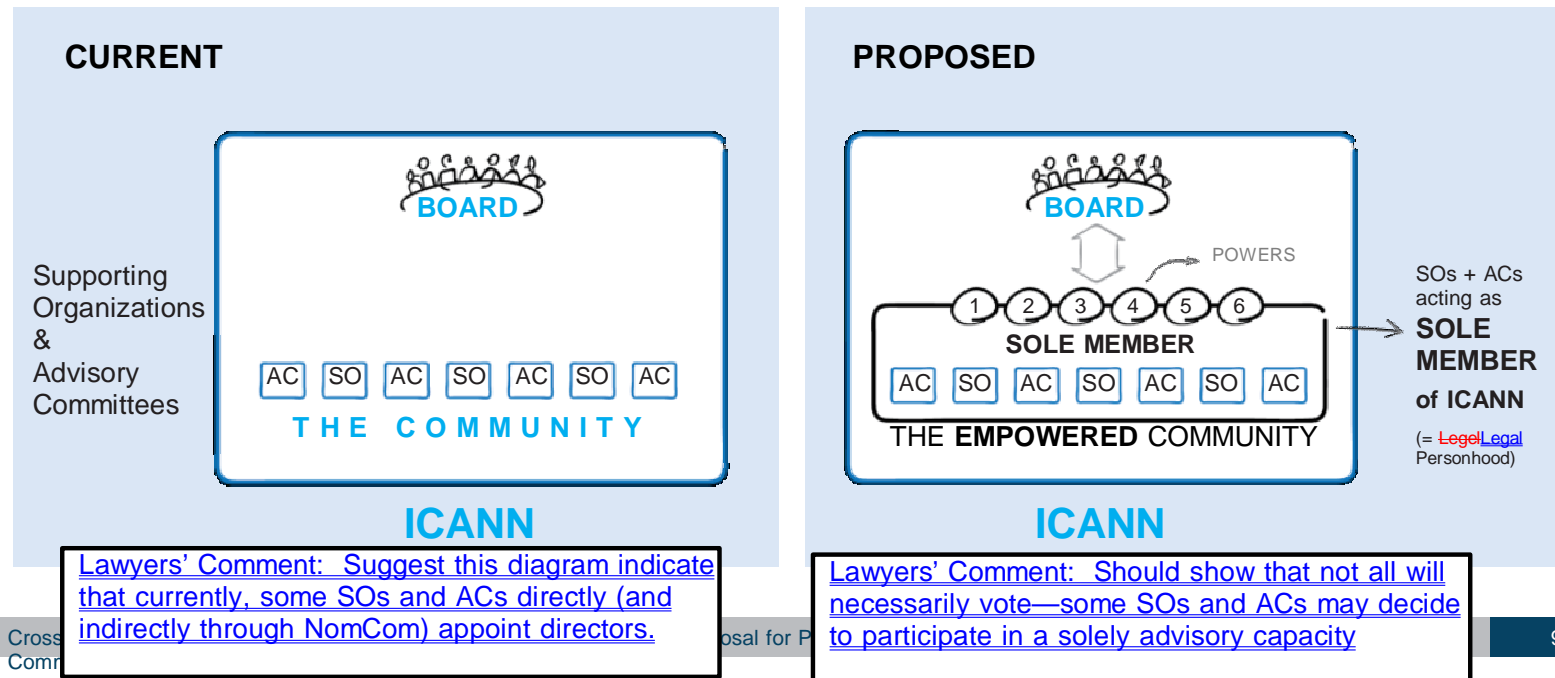 CURRENT
BOARD
Supporting
Organizations
&
Advisory
Committees
AC SO AC SO AC SO AC
THE COMMUNITY
ICANN
Lawyers’ Comment: Suggest this diagram indicate
that currently, some SOs and ACs directly (and
indirectly through NomCom) appoint directors.
PROPOSED
BOARD
POWERS
1 2 3 4 5 6
SOLE MEMBER
AC SO AC SO AC SO AC
THE EMPOWERED COMMUNITY
SOs + ACs
acting as
SOLE
MEMBER
of ICANN
(= LegelLegal
Personhood)
ICANN
Lawyers’ Comment: Should show that not all will
necessarily vote—some SOs and ACs may decide
to participate in a solely advisory capacity
Cross
osal for P
9